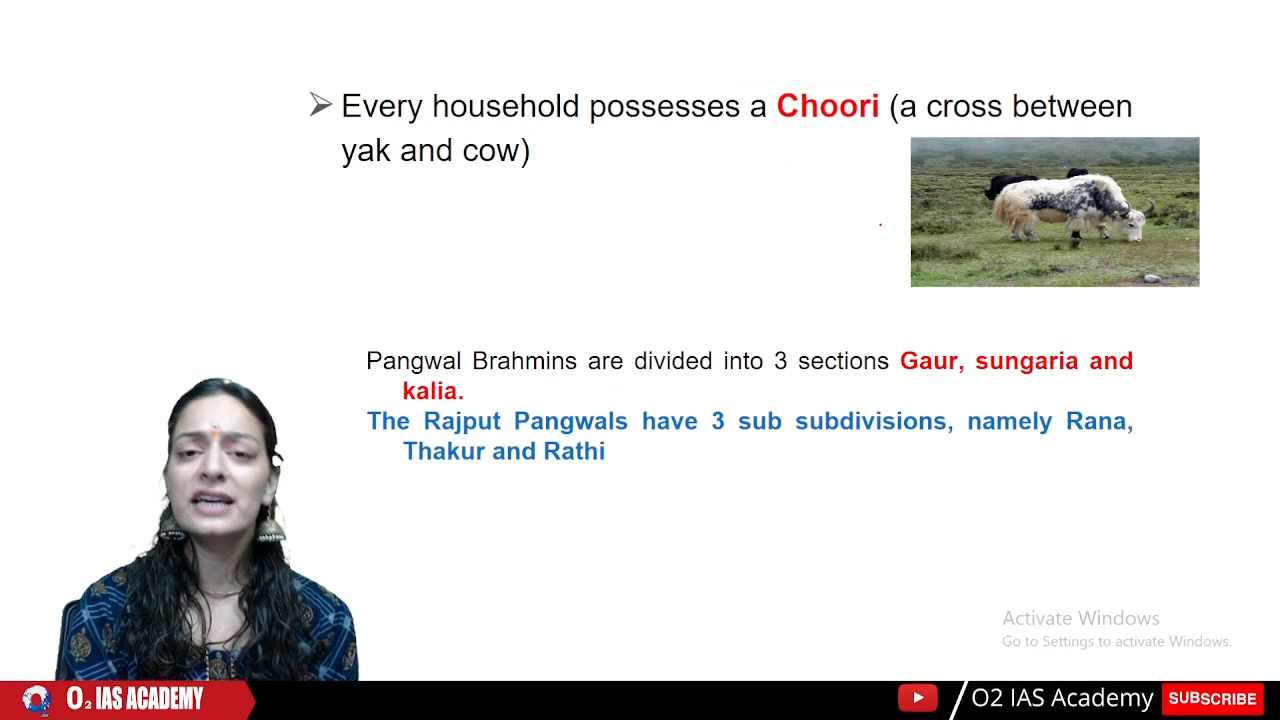 Every household possesses a Choori (a cross between
yak and cow)
Pangwal Brahmins are divided into 3 sections Gaur, sungaria and
kalia.
The Rajput Pangwals have 3 sub subdivisions, namely Rana,
Thakur and Rathi
Activate Windows
Go to Settings to activate Windows.
O₂ IAS ACADEMY
O2 IAS Academy
SUBSCRIBE